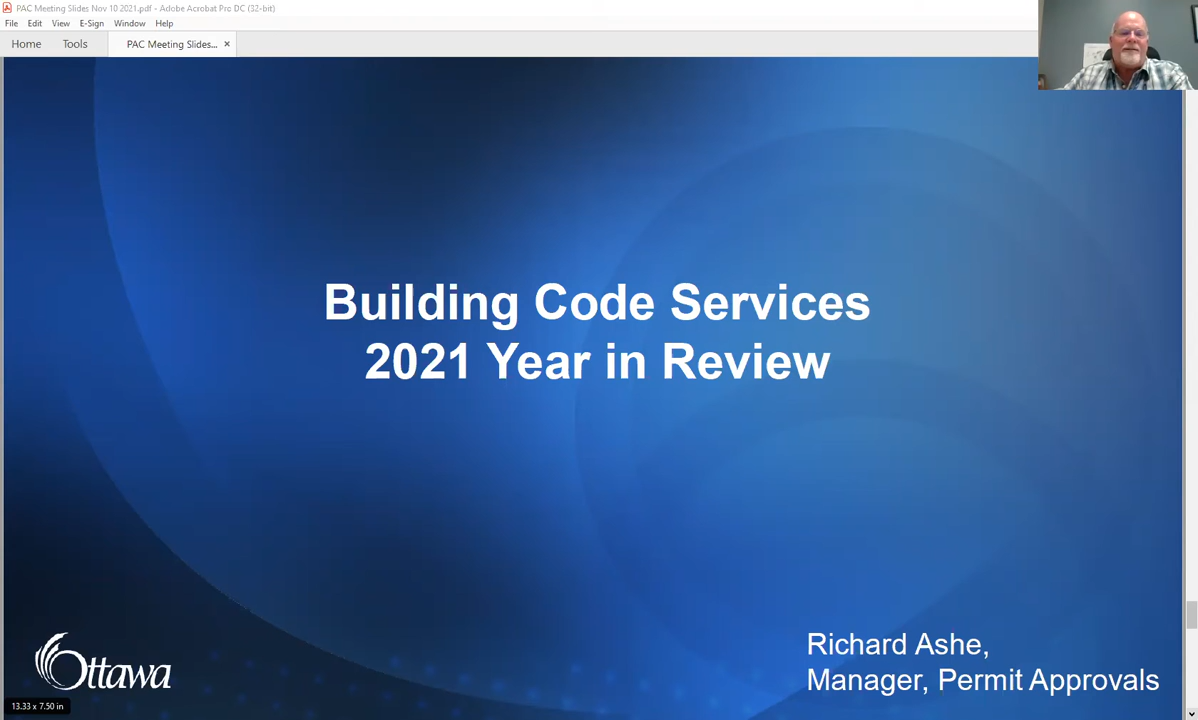 PAC Meeting Slides Nov 10 2021.pdf - Adobe Acrobat Pro DC (32-bit)
File Edit View E-Sign Window Help
Home Tools PAC Meeting Slides... ×
Building Code Services
2021 Year in Review
Richard Ashe,
Manager, Permit Approvals
Ottawa
13.33 x 7.50 in